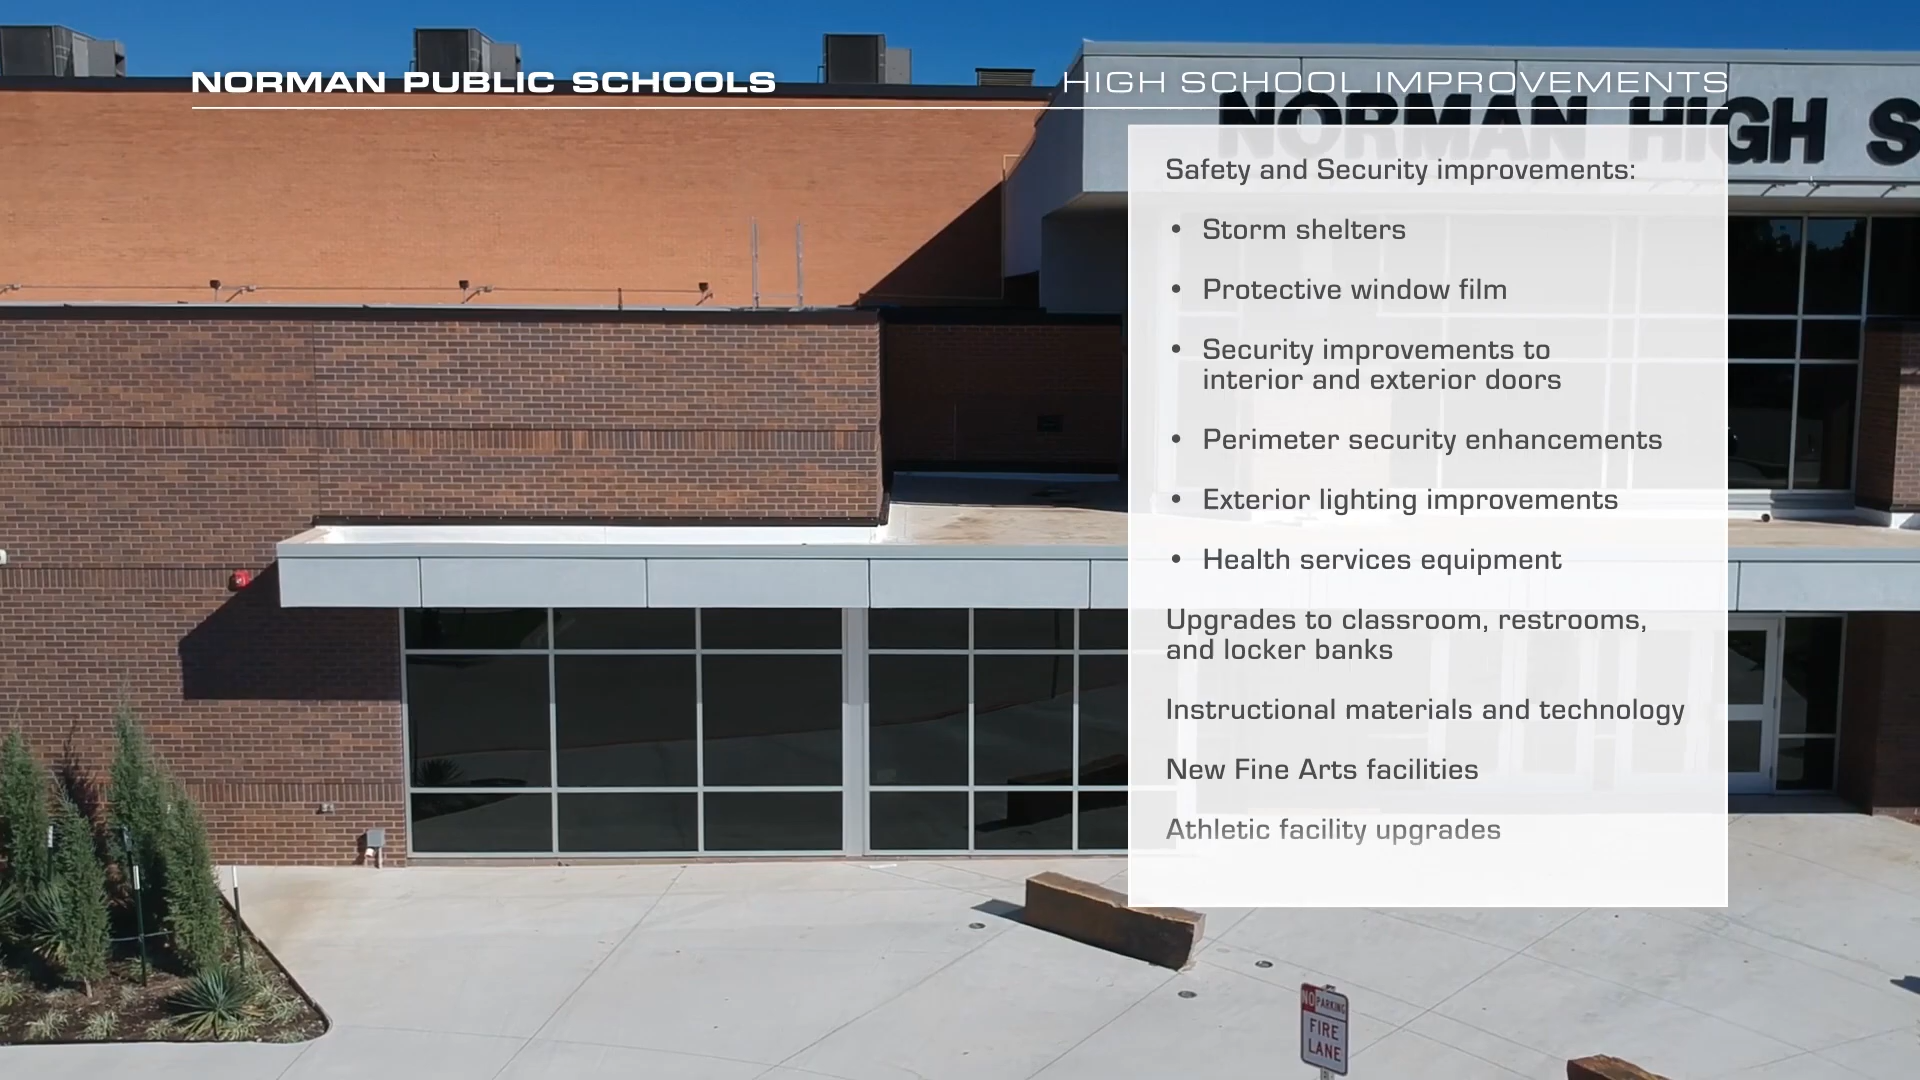 NORMAN PUBLIC SCHOOLS
HIGH SCHOOL IMPROVEMENTS
NORMAN HIGH S
Safety and Security improvements:
• Storm shelters
• Protective window film
• Security improvements to
interior and exterior doors
• Perimeter security enhancements
• Exterior lighting improvements
• Health services equipment
Upgrades to classroom, restrooms,
and locker banks
Instructional materials and technology
New Fine Arts facilities
Athletic facility upgrades
NO PARKING
FIRE
LANE